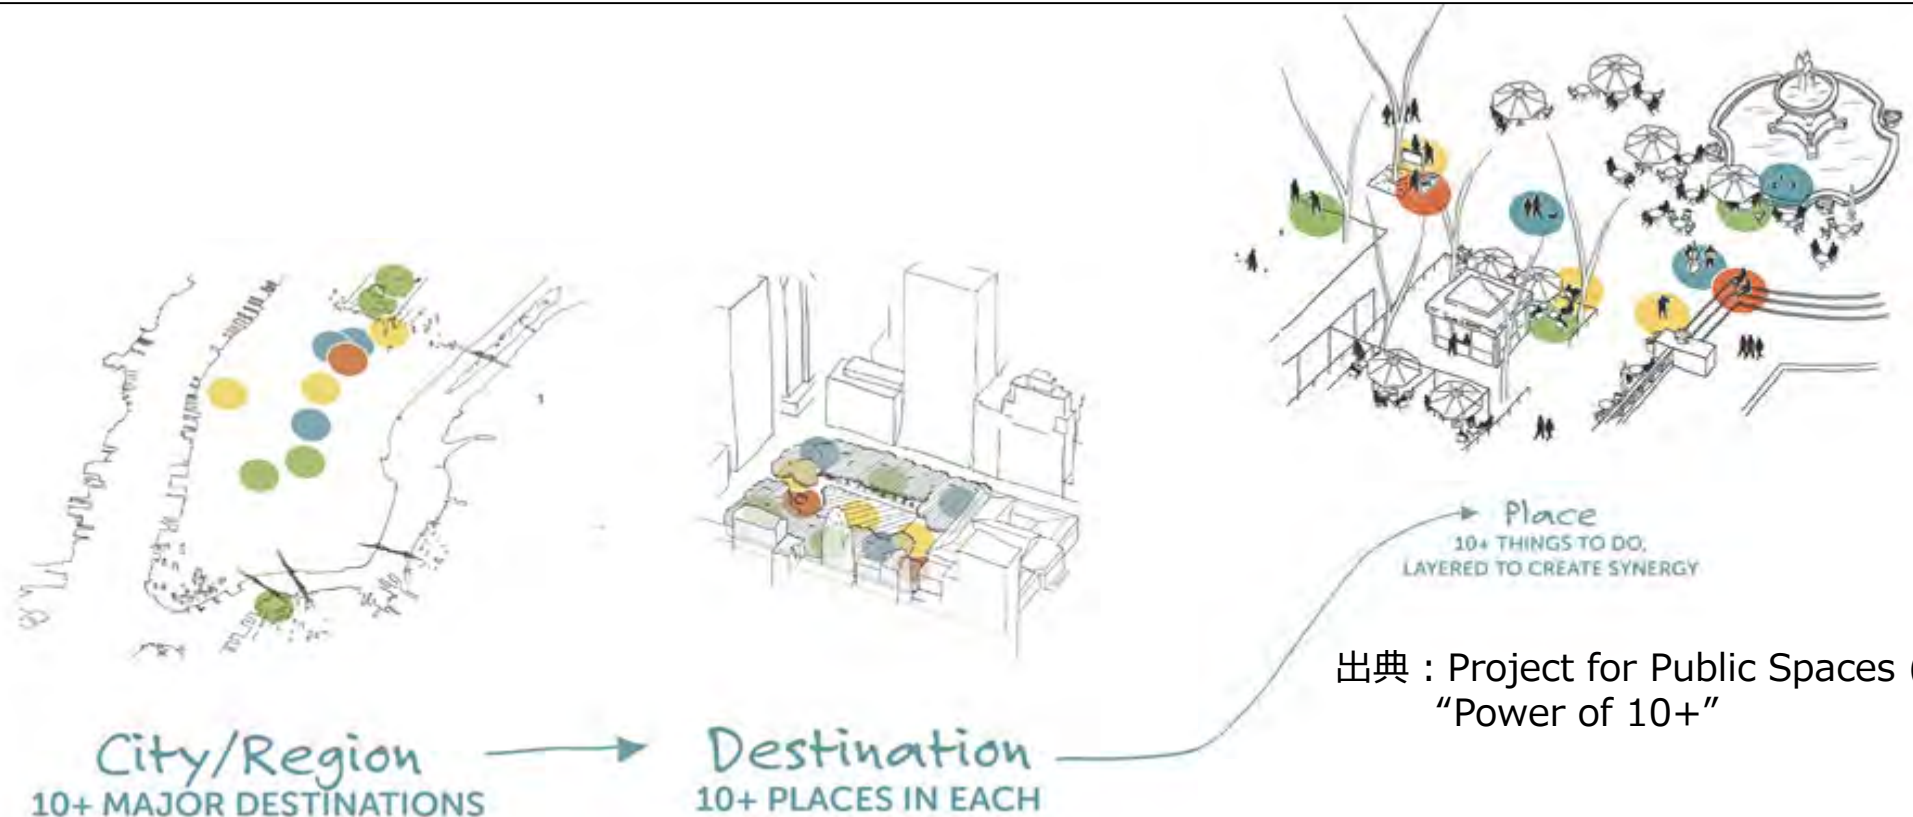 City/Region
10+ MAJOR DESTINATIONS
Destination
10+ PLACES IN EACH
Place
10+ THINGS TO DO,
LAYERED TO CREATE SYNERGY
出典：Project for Public Spaces (
“Power of 10+”